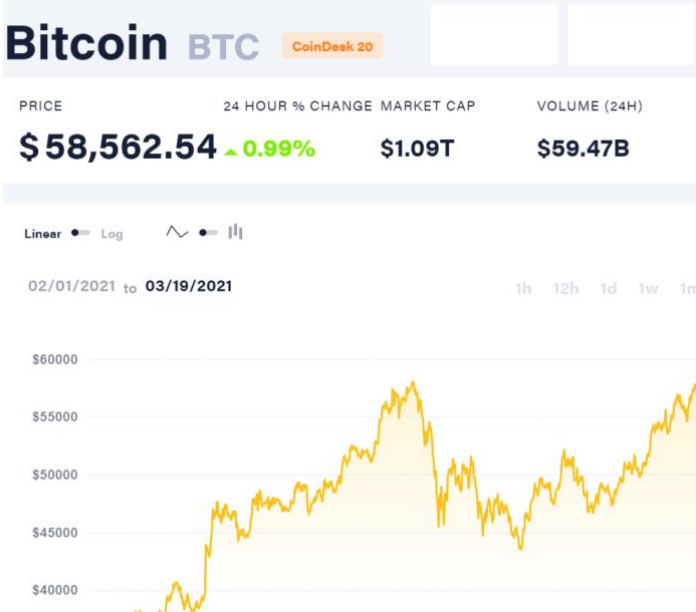 Bitcoin BTC CoinDesk 20
PRICE 24 HOUR % CHANGE MARKET CAP VOLUME (24H)
$58,562.54 0.99% $1.09T $59.47B
Linear Log
02/01/2021 to 03/19/2021 1h 12h 1d 1w 1m
$60000
$55000
$50000
$45000
$40000